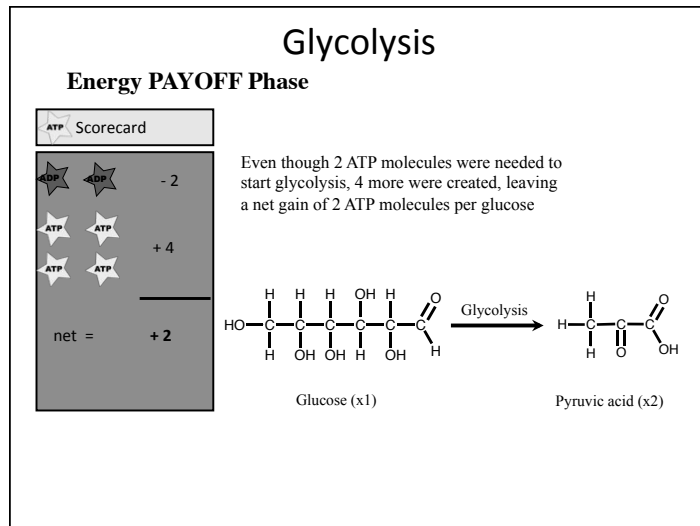 Glycolysis
Energy PAYOFF Phase
ATP Scorecard
ADP ADP - 2
ATP ATP
+ 4
ATP ATP
net = + 2
Even though 2 ATP molecules were needed to
start glycolysis, 4 more were created, leaving
a net gain of 2 ATP molecules per glucose
H H H OH H O
HO C C C C C C
H OH OH H OH H
Glucose (x1)
Glycolysis
H O
H C C C
H O OH
Pyruvic acid (x2)